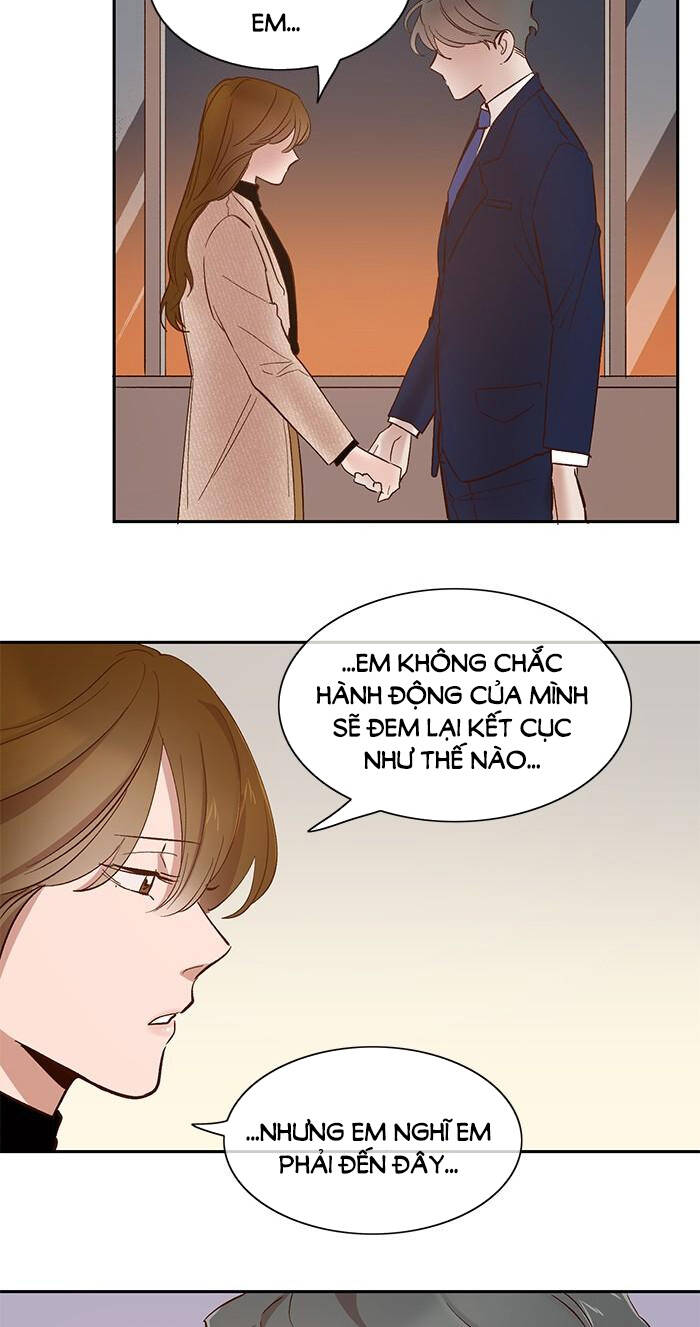 EM...
...EM KHÔNG CHẮC
HÀNH ĐỘNG CỦA MÌNH
SẼ ĐEM LẠI KẾT CỤC
NHƯ THẾ NÀO...
...NHƯNG EM NGHĨ EM
PHẢI ĐẾN ĐÂY...